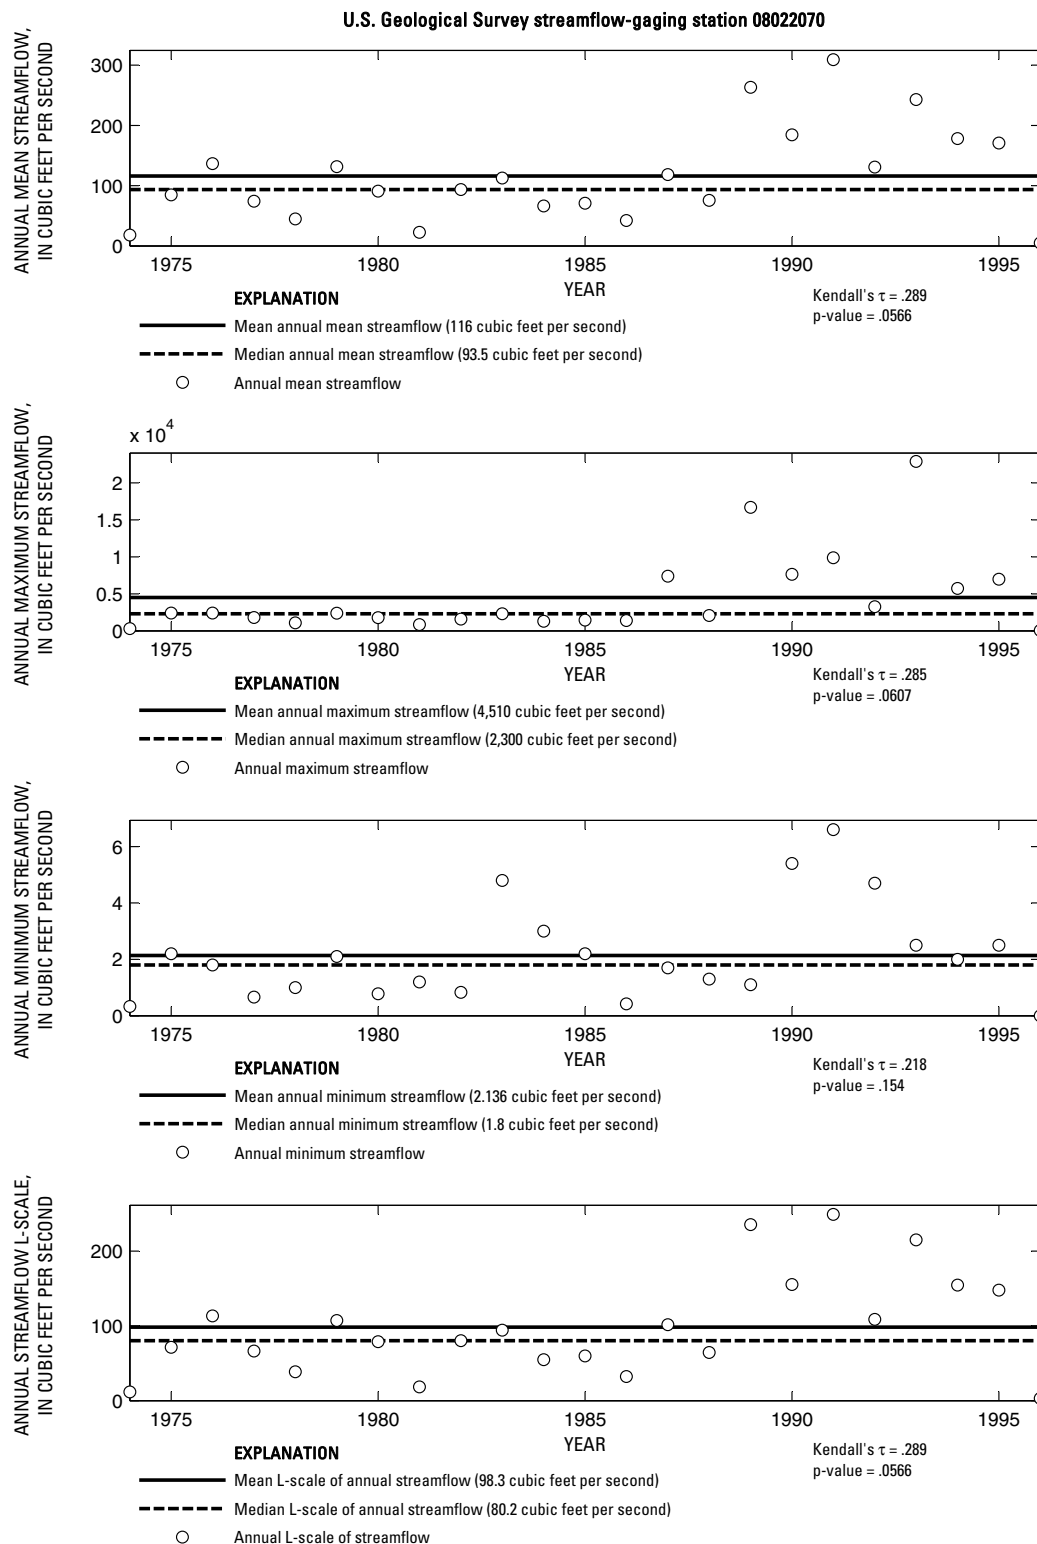 U.S. Geological Survey streamflow-gaging station 08022070
ANNUAL MEAN STREAMFLOW,
IN CUBIC FEET PER SECOND
300
200
100
0
1975
1980
1985
1990
1995
YEAR
Kendall's τ = .289
p-value = .0566
EXPLANATION
Mean annual mean streamflow (116 cubic feet per second)
Median annual mean streamflow (93.5 cubic feet per second)
Annual mean streamflow
ANNUAL MAXIMUM STREAMFLOW,
IN CUBIC FEET PER SECOND
x 10^4
2
1.5
1
0.5
0
1975
1980
1985
1990
1995
YEAR
Kendall's τ = .285
p-value = .0607
EXPLANATION
Mean annual maximum streamflow (4,510 cubic feet per second)
Median annual maximum streamflow (2,300 cubic feet per second)
Annual maximum streamflow
ANNUAL MINIMUM STREAMFLOW,
IN CUBIC FEET PER SECOND
6
4
2
0
1975
1980
1985
1990
1995
YEAR
Kendall's τ = .218
p-value = .154
EXPLANATION
Mean annual minimum streamflow (2.136 cubic feet per second)
Median annual minimum streamflow (1.8 cubic feet per second)
Annual minimum streamflow
ANNUAL STREAMFLOW L-SCALE,
IN CUBIC FEET PER SECOND
200
100
0
1975
1980
1985
1990
1995
YEAR
Kendall's τ = .289
p-value = .0566
EXPLANATION
Mean L-scale of annual streamflow (98.3 cubic feet per second)
Median L-scale of annual streamflow (80.2 cubic feet per second)
Annual L-scale of streamflow